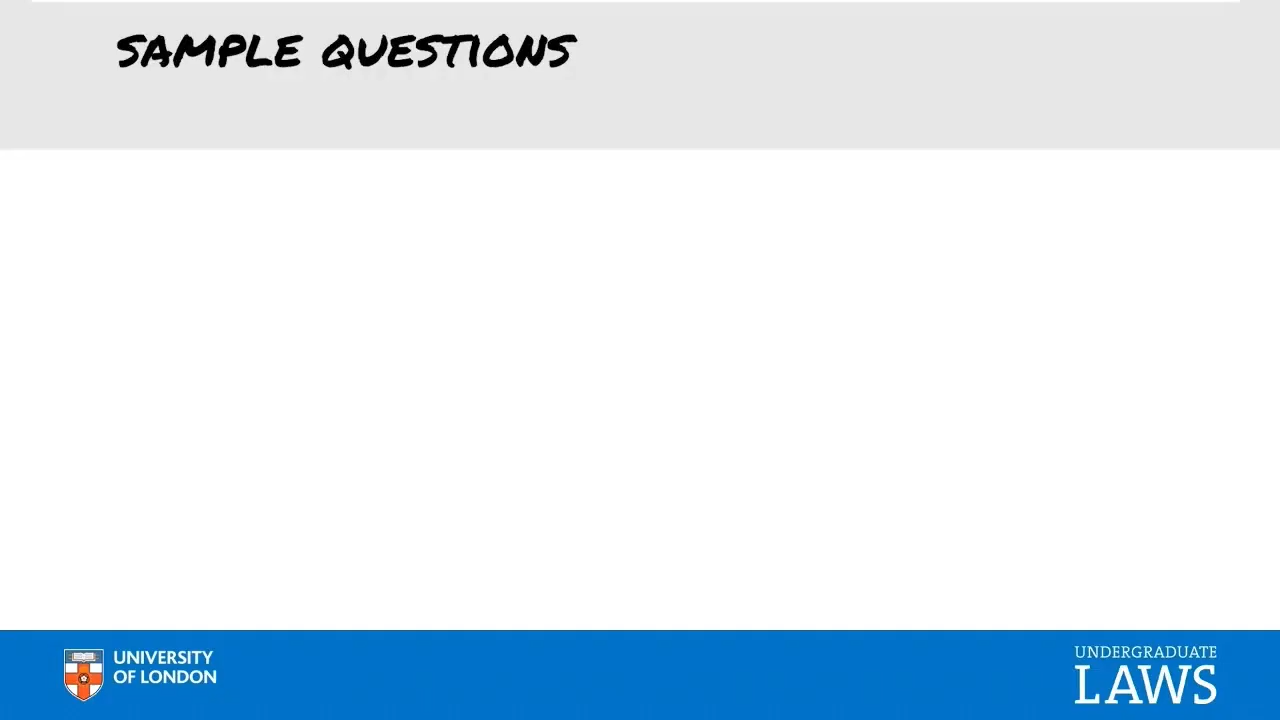 SAMPLE QUESTIONS
UNIVERSITY
OF LONDON
UNDERGRADUATE
LAWS